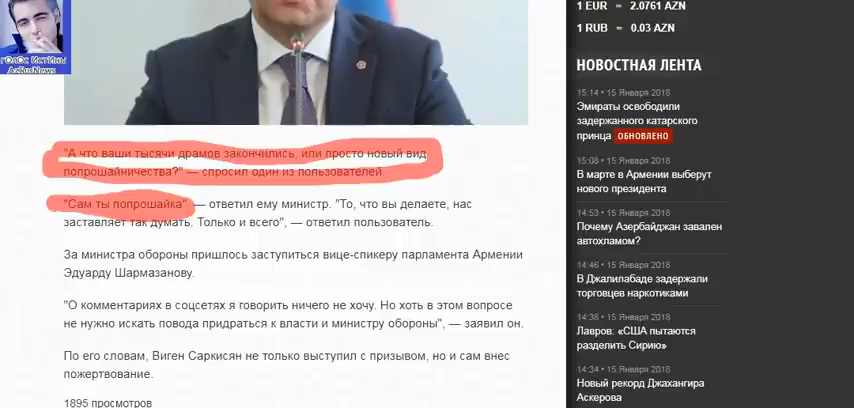 гОлОс ИстИны
AzRusNews
"А что ваши тысячи драмов закончились, или просто новый вид
попрошайничества?" — спросил один из пользователей
"Сам ты попрошайка" — ответил ему министр. "То, что вы делаете, нас
заставляет так думать. Только и всего", — ответил пользователь.
За министра обороны пришлось заступиться вице-спикеру парламента Армении
Эдуарду Шармазанову.
"О комментариях в соцсетях я говорить ничего не хочу. Но хоть в этом вопросе
не нужно искать повода придраться к власти и министру обороны", — заявил он.
По его словам, Виген Саркисян не только выступил с призывом, но и сам внес
пожертвование.
1895 просмотров
1 EUR = 2.0761 AZN
1 RUB = 0.03 AZN
НОВОСТНАЯ ЛЕНТА
15:14 • 15 Января 2018
Эмираты освободили
задержанного катарского
принца ОБНОВЛЕНО
15:08 • 15 Января 2018
В марте в Армении выберут
нового президента
14:53 • 15 Января 2018
Почему Азербайджан завален
автохламом?
14:46 • 15 Января 2018
В Джалилабаде задержали
торговцев наркотиками
14:38 • 15 Января 2018
Лавров: «США пытаются
разделить Сирию»
14:34 • 15 Января 2018
Новый рекорд Джахангира
Аскерова